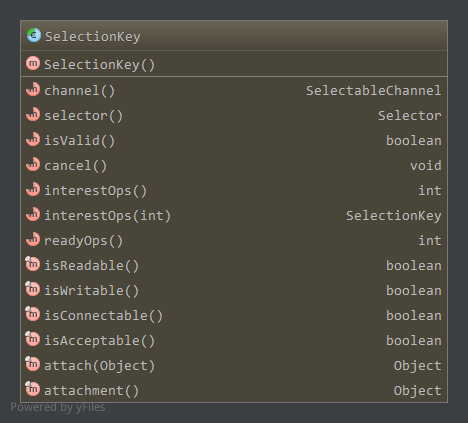 SelectionKey
SelectionKey()
channel() SelectableChannel
selector() Selector
isValid() boolean
cancel() void
interestOps() int
interestOps(int) SelectionKey
readyOps() int
isReadable() boolean
isWritable() boolean
isConnectable() boolean
isAcceptable() boolean
attach(Object) Object
attachment() Object
Powered by yFiles